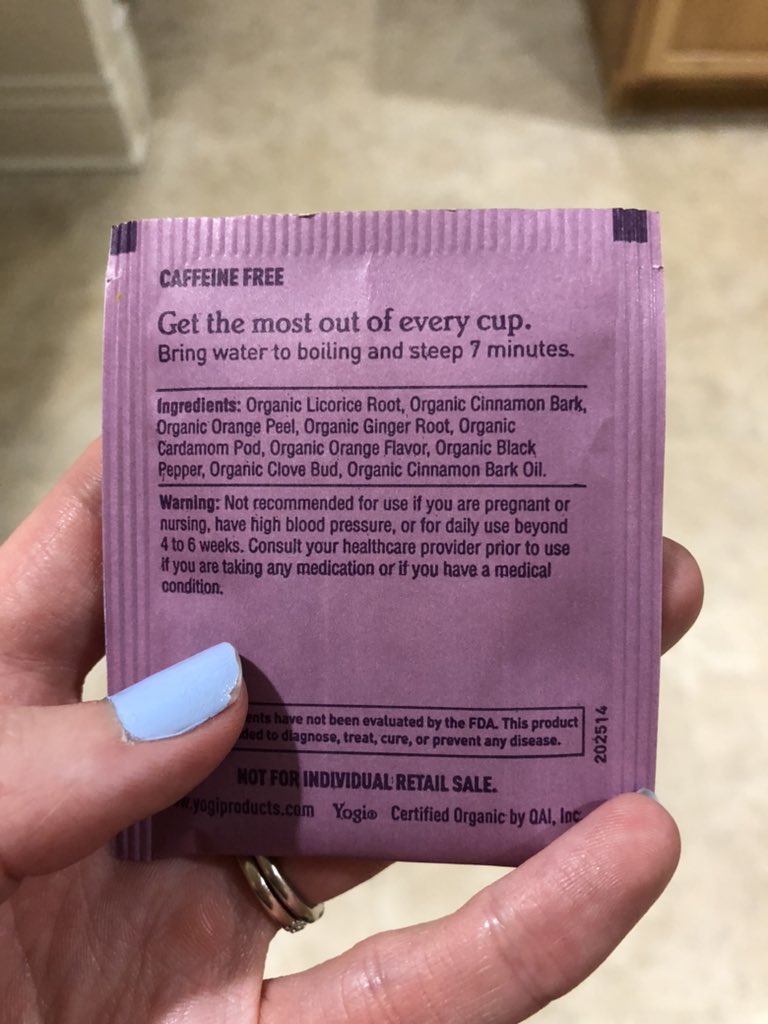 CAFFEINE FREE
Get the most out of every cup.
Bring water to boiling and steep 7 minutes.
Ingredients: Organic Licorice Root, Organic Cinnamon Bark,
Organic Orange Peel, Organic Ginger Root, Organic
Cardamom Pod, Organic Orange Flavor, Organic Black
Pepper, Organic Clove Bud, Organic Cinnamon Bark Oil.
Warning: Not recommended for use if you are pregnant or
nursing, have high blood pressure, or for daily use beyond
4 to 6 weeks. Consult your healthcare provider prior to use
if you are taking any medication or if you have a medical
condition.
have not been evaluated by the FDA. This product
to diagnose, treat, cure, or prevent any disease.
202514
NOT FOR INDIVIDUAL RETAIL SALE.
.yogiproducts.com Yogi® Certified Organic by QAI, Inc